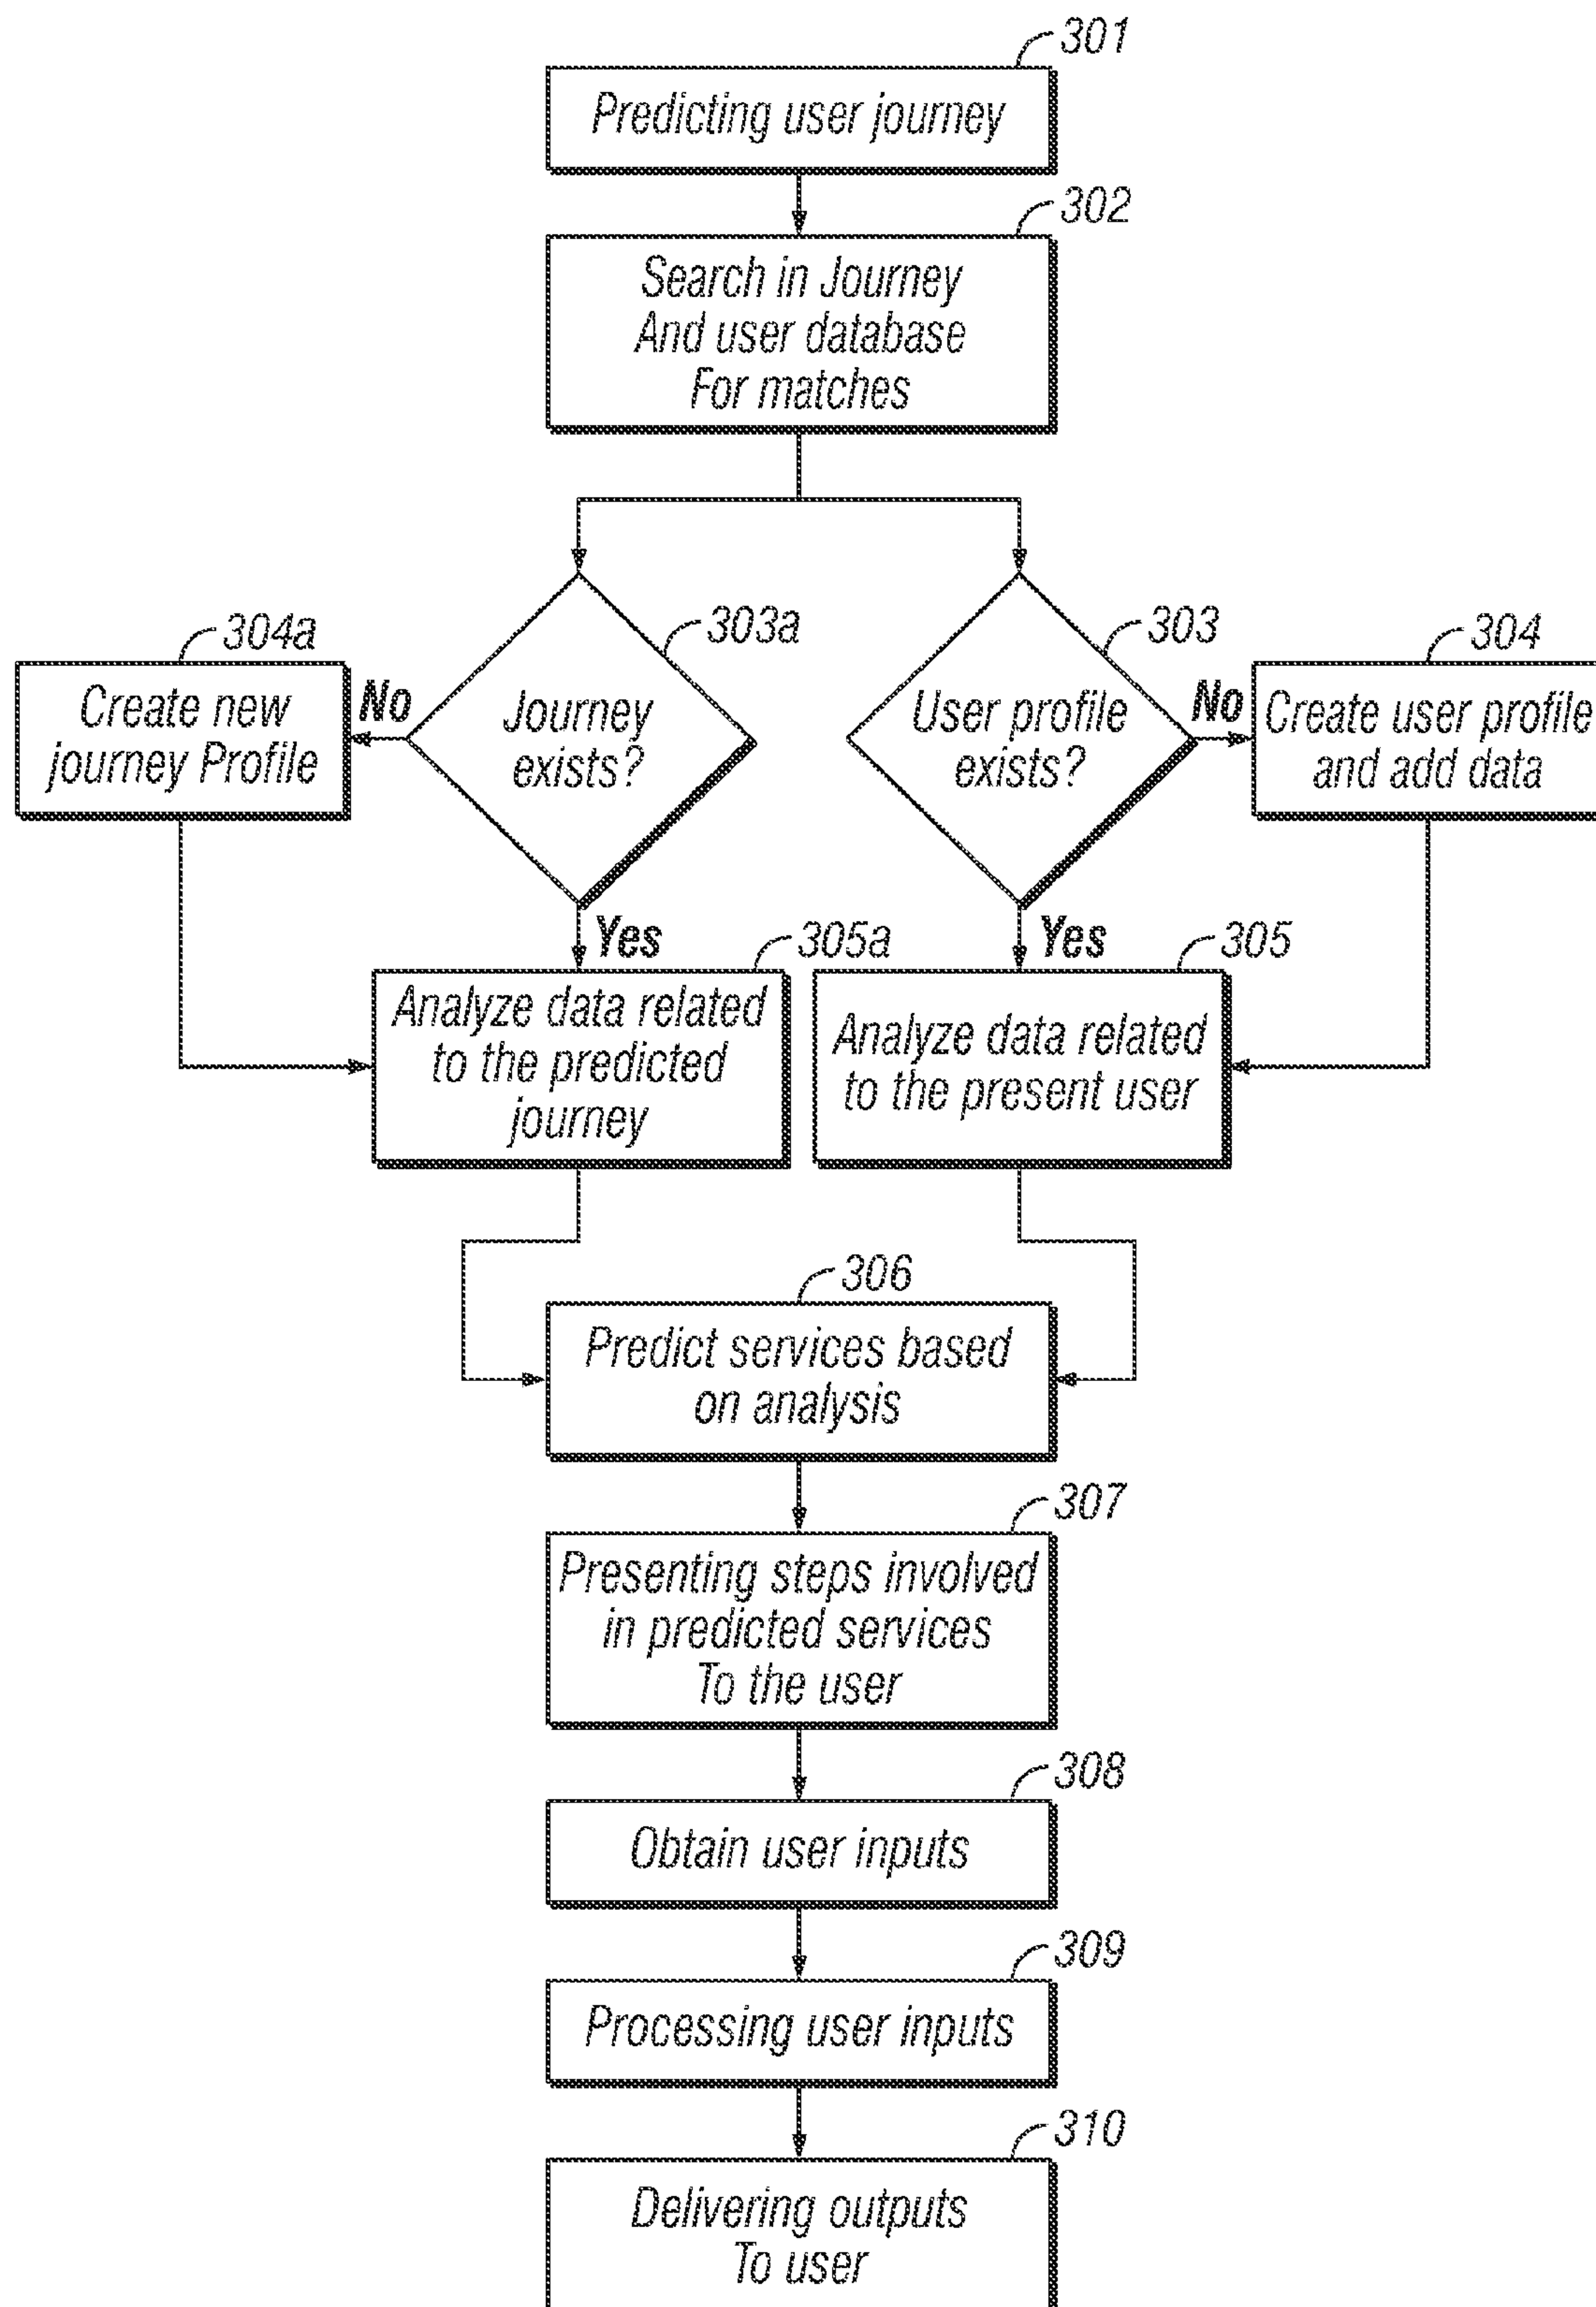 301
Predicting user journey
302
Search in Journey
And user database
For matches
304a
Create new
journey Profile
No
303a
Journey
exists?
303
User profile
exists?
No
304
Create user profile
and add data
Yes
305a
Analyze data related
to the predicted
journey
Yes
305
Analyze data related
to the present user
306
Predict services based
on analysis
307
Presenting steps involved
in predicted services
To the user
308
Obtain user inputs
309
Processing user inputs
310
Delivering outputs
To user